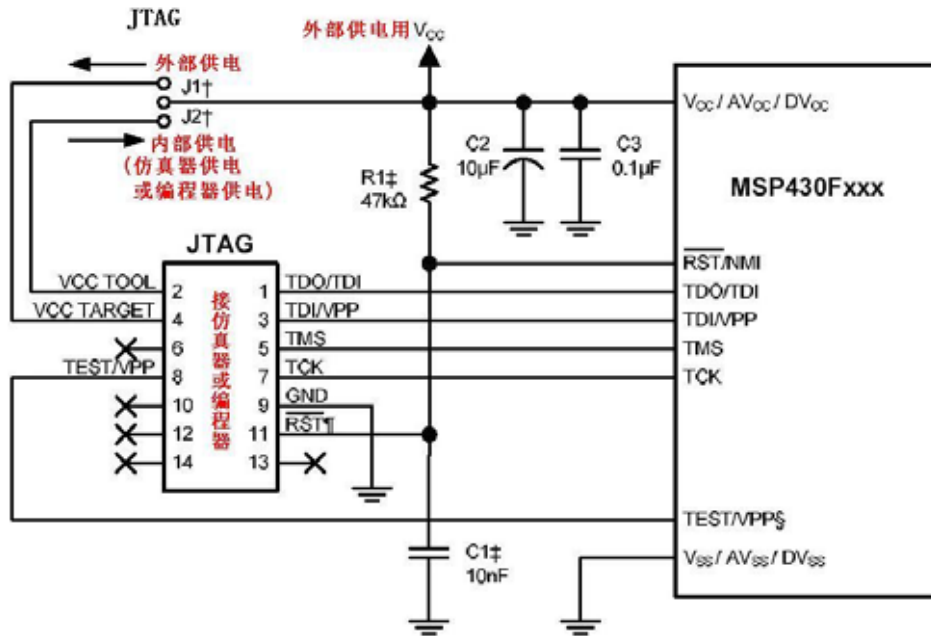 JTAG
外部供电用 VCC
外部供电
J1†
J2†
内部供电
(仿真器供电
或编程器供电)
R1‡
47kΩ
C2
10μF
C3
0.1μF
VCC / AVCC / DVCC
MSP430Fxxx
JTAG
VCC TOOL
VCC TARGET
TEST/VPP
2
4
6
8
10
12
14
接仿真器或编程器
1
3
5
7
9
11
13
TDO/TDI
TDI/VPP
TMS
TCK
GND
RST¶
RST/NMI
TDO/TDI
TDI/VPP
TMS
TCK
C1‡
10nF
TEST/VPP§
VSS / AVSS / DVSS